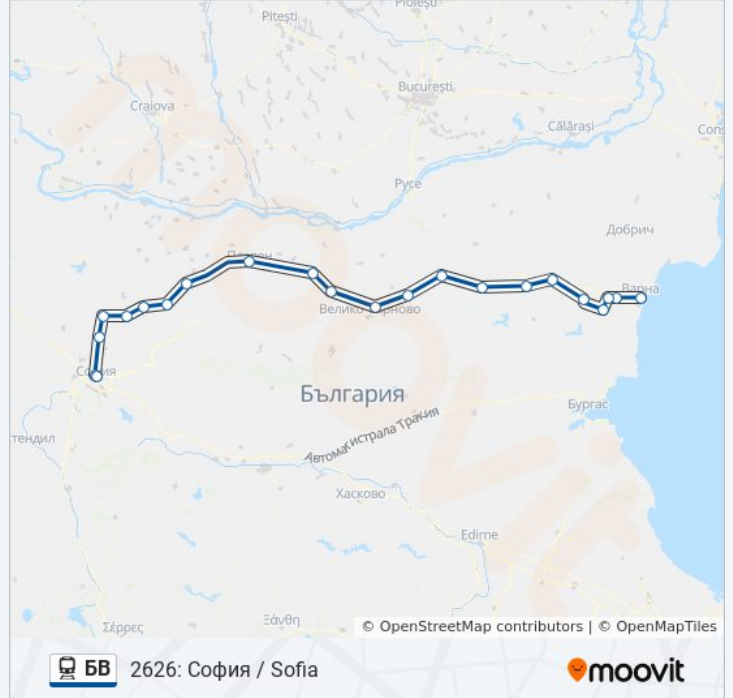 Ploiești
Pitești
București
Craiova
Călărași
Cons
Русе
Добрич
Варна
Велико
София
България
Бургас
Автомагистрала Тракия
тендил
Хасково
Edirne
Ξάνθη
Σέρρες
© OpenStreetMap contributors | © OpenMapTiles
БВ 2626: София / Sofia
moovit